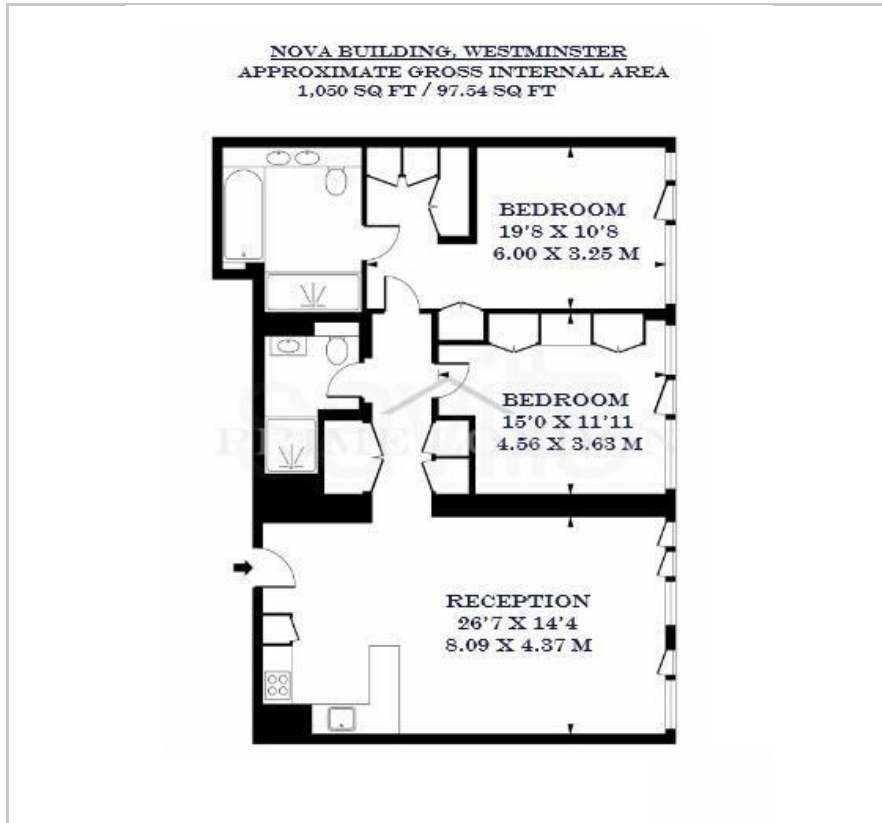 NOVA BUILDING, WESTMINSTER
APPROXIMATE GROSS INTERNAL AREA
1,050 SQ FT / 97.54 SQ FT
BEDROOM
19'8 X 10'8
6.00 X 3.25 M
BEDROOM
15'0 X 11'11
4.56 X 3.63 M
RECEPTION
26'7 X 14'4
8.09 X 4.37 M